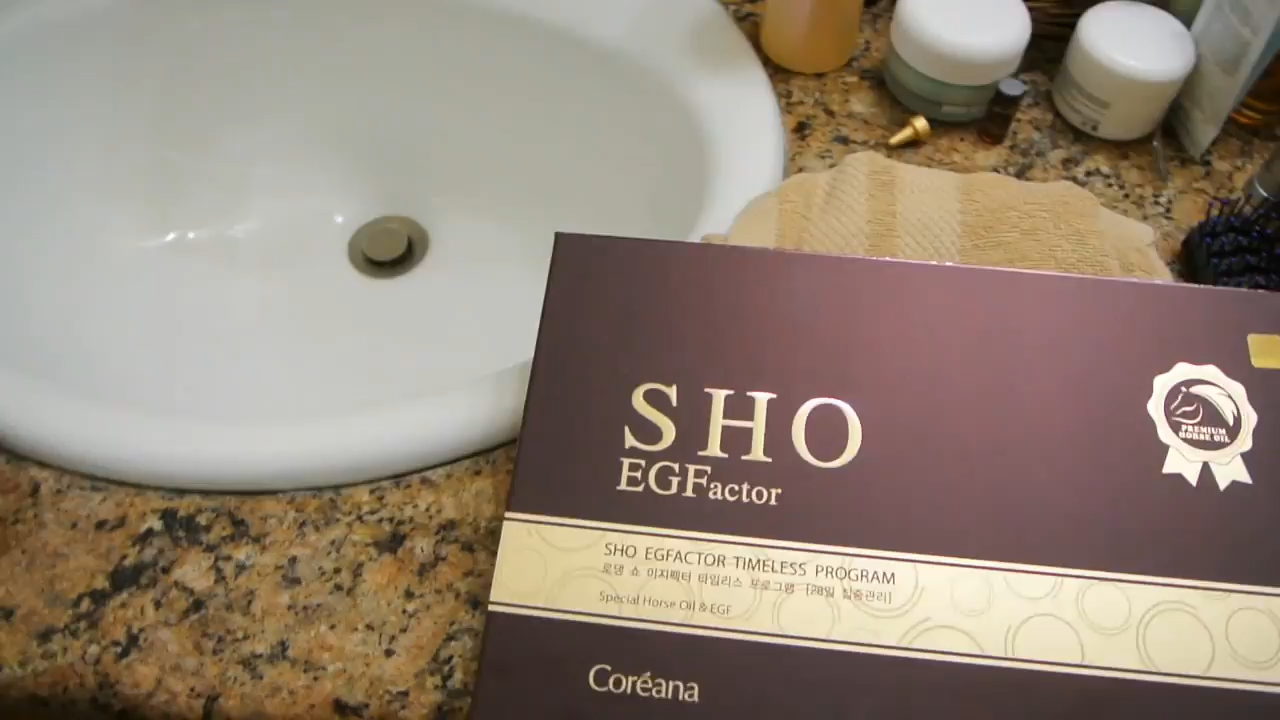 SHO
EGFactor
PREMIUM
HORSE OIL
SHO EGFACTOR TIMELESS PROGRAM
로댕 쇼 이지팩터 타임리스 프로그램 [28일 집중관리]
Special Horse Oil & EGF
Coréana